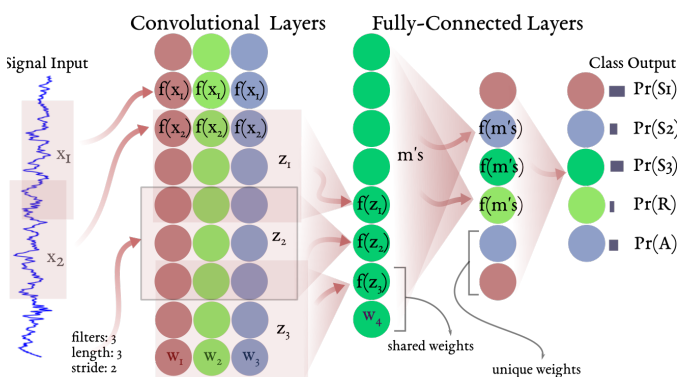 Convolutional Layers
Fully-Connected Layers
Signal Input
Class Output
f(x₁) f(x₁) f(x₁)
f(x₂) f(x₂) f(x₂)
x₁
x₂
z₁
z₂
z₃
m's
f(z₁)
f(z₂)
f(z₃)
w₄
f(m's)
f(m's)
f(m's)
Pr(S1)
Pr(S2)
Pr(S3)
Pr(R)
Pr(A)
filters: 3
length: 3
stride: 2
w₁ w₂ w₃
shared weights
unique weights